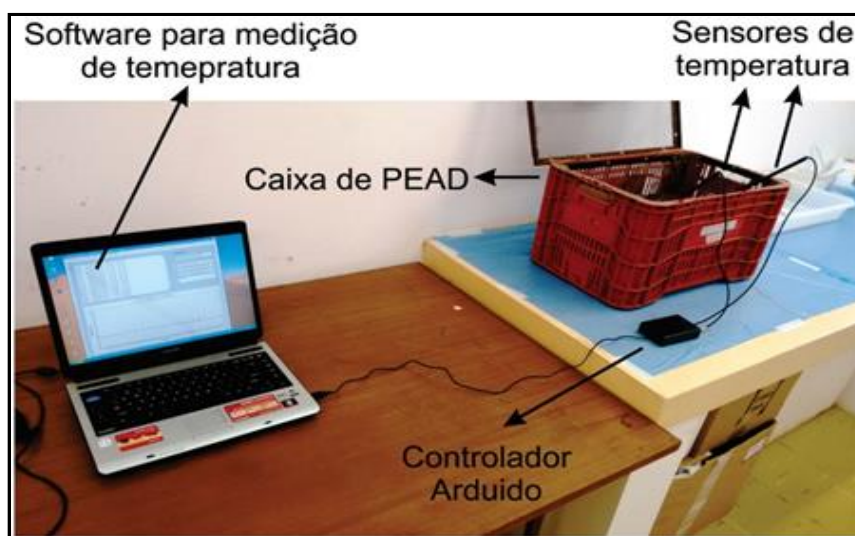 Software para medição
de temepratura
Sensores de
temperatura
Caixa de PEAD
Controlador
Arduido